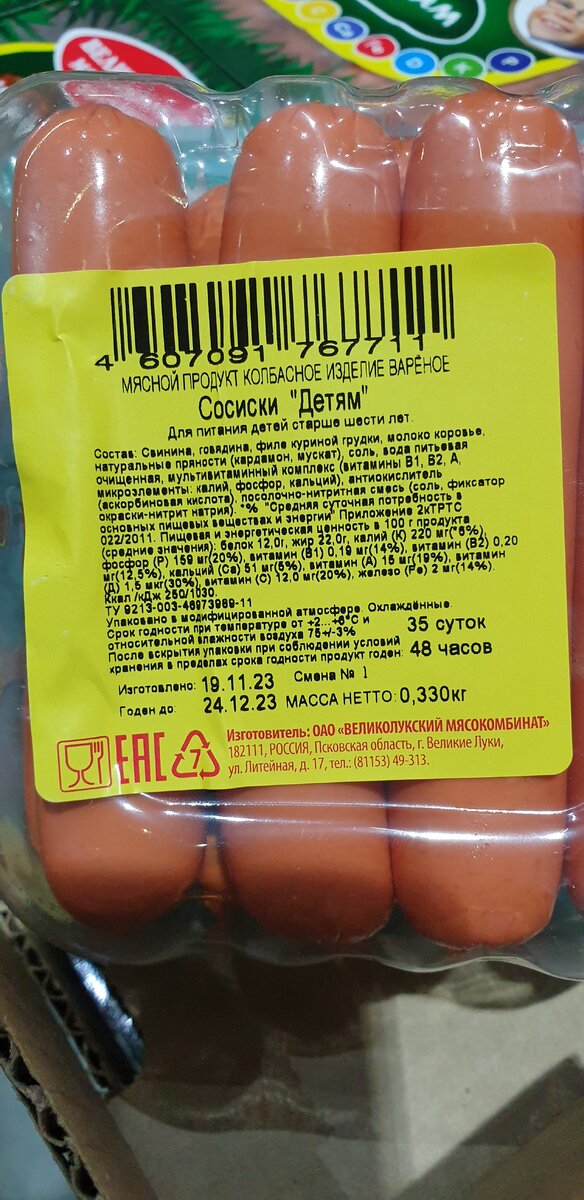 4 607091 767711
МЯСНОЙ ПРОДУКТ КОЛБАСНОЕ ИЗДЕЛИЕ ВАРЁНОЕ
Сосиски "Детям"
Для питания детей старше шести лет.
Состав: Свинина, говядина, филе куриной грудки, молоко коровье,
натуральные пряности (кардамон, мускат), соль, вода питьевая
очищенная, мультивитаминный комплекс (витамины B1, B2, A,
микроэлементы: калий, фосфор, кальций), антиокислитель
(аскорбиновая кислота), посолочно-нитритная смесь (соль, фиксатор
окраски-нитрит натрия). *% "Средняя суточная потребность в
основных пищевых веществах и энергии" Приложение 2кТРТС
022/2011. Пищевая и энергетическая ценность в 100 г продукта
(средние значения): белок 12,0г, жир 22,0г, калий (K) 220 мг(*6%),
фосфор (P) 159 мг(20%), витамин (B1) 0,19 мг(14%), витамин (B2) 0,20
мг(12,5%), кальций (Ca) 51 мг(5%), витамин (A) 15 мг(19%), витамин
(Д) 1,5 мкг(30%), витамин (C) 12,0 мг(20%), железо (Fe) 2 мг(14%).
Ккал /кДж 250/1030.
ТУ 9213-003-46973989-11
Упаковано в модифицированной атмосфере. Охлаждённые.
Срок годности при температуре от +2...+6°C и
относительной влажности воздуха 75+/-3% 35 суток
После вскрытия упаковки при соблюдении условий
хранения в пределах срока годности продукт годен: 48 часов
Изготовлено: 19.11.23 Смена № 1
Годен до: 24.12.23 МАССА НЕТТО: 0,330кг
EAC 7
Изготовитель: ОАО «ВЕЛИКОЛУКСКИЙ МЯСОКОМБИНАТ»
182111, РОССИЯ, Псковская область, г. Великие Луки,
ул. Литейная, д. 17, тел.: (81153) 49-313.